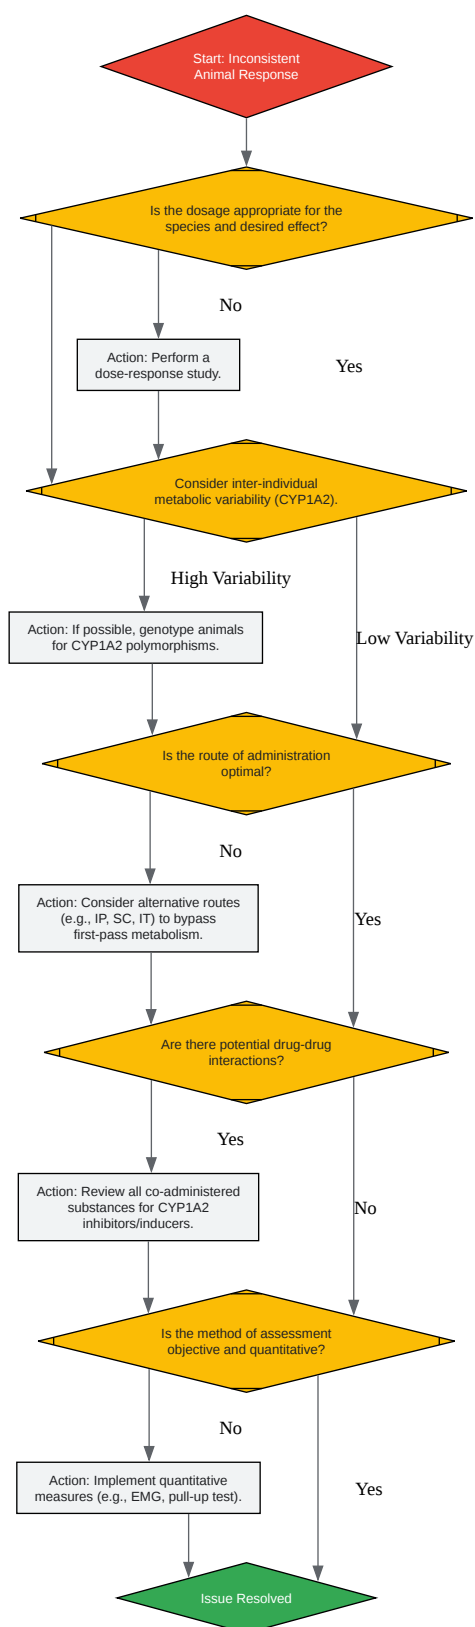 Start: Inconsistent
Animal Response
Is the dosage appropriate for the
species and desired effect?
No
Action: Perform a
dose-response study.
Yes
Consider inter-individual
metabolic variability (CYP1A2).
High Variability
Action: If possible, genotype animals
for CYP1A2 polymorphisms.
Low Variability
Is the route of administration
optimal?
No
Action: Consider alternative routes
(e.g., IP, SC, IT) to bypass
first-pass metabolism.
Yes
Are there potential drug-drug
interactions?
Yes
Action: Review all co-administered
substances for CYP1A2
inhibitors/inducers.
No
Is the method of assessment
objective and quantitative?
No
Action: Implement quantitative
measures (e.g., EMG, pull-up test).
Yes
Issue Resolved